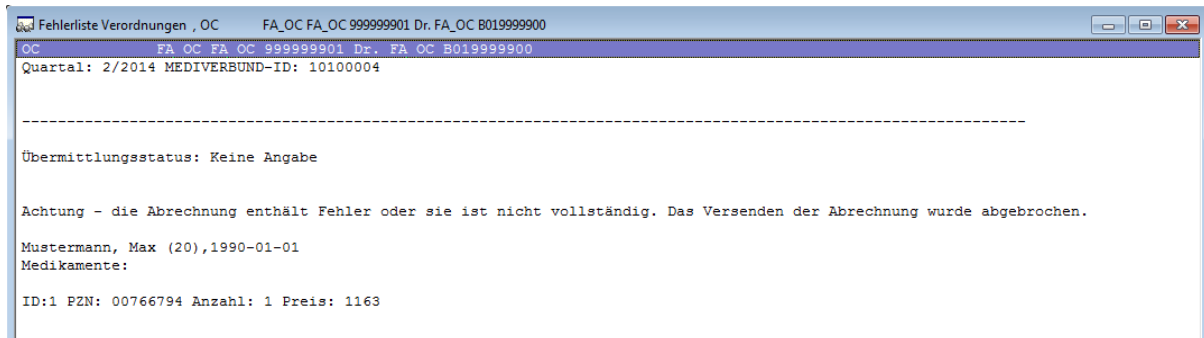 Fehlerliste Verordnungen , OC FA_OC FA_OC 999999901 Dr. FA_OC B019999900
OC FA OC FA OC 999999901 Dr. FA OC B019999900
Quartal: 2/2014 MEDIVERBUND-ID: 10100004
--------------------------------------------------------------------------------------------------------------
Übermittlungsstatus: Keine Angabe
Achtung - die Abrechnung enthält Fehler oder sie ist nicht vollständig. Das Versenden der Abrechnung wurde abgebrochen.
Mustermann, Max (20),1990-01-01
Medikamente:
ID:1 PZN: 00766794 Anzahl: 1 Preis: 1163